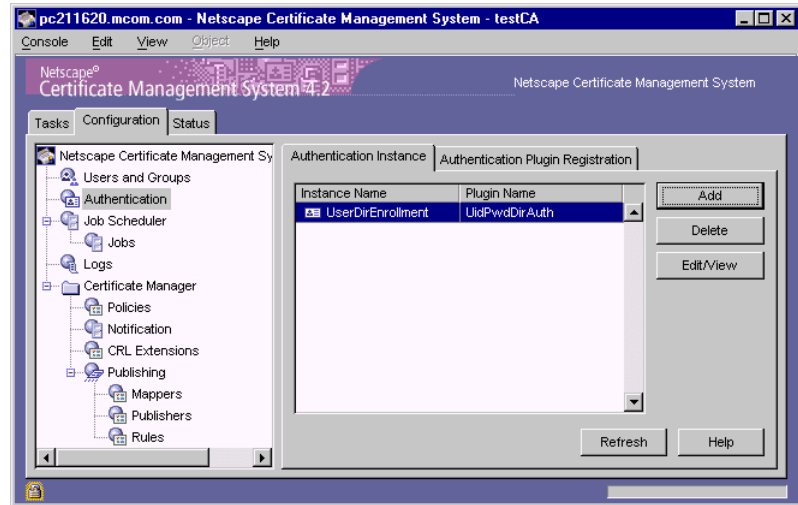 pc211620.mcom.com - Netscape Certificate Management System - testCA
Console Edit View Object Help
Netscape®
Certificate Management System 4.2
Netscape Certificate Management System
Tasks Configuration Status
Netscape Certificate Management Sy
Users and Groups
Authentication
Job Scheduler
Jobs
Logs
Certificate Manager
Policies
Notification
CRL Extensions
Publishing
Mappers
Publishers
Rules
Authentication Instance Authentication Plugin Registration
Instance Name Plugin Name
UserDirEnrollment UidPwdDirAuth
Add
Delete
Edit/View
Refresh Help